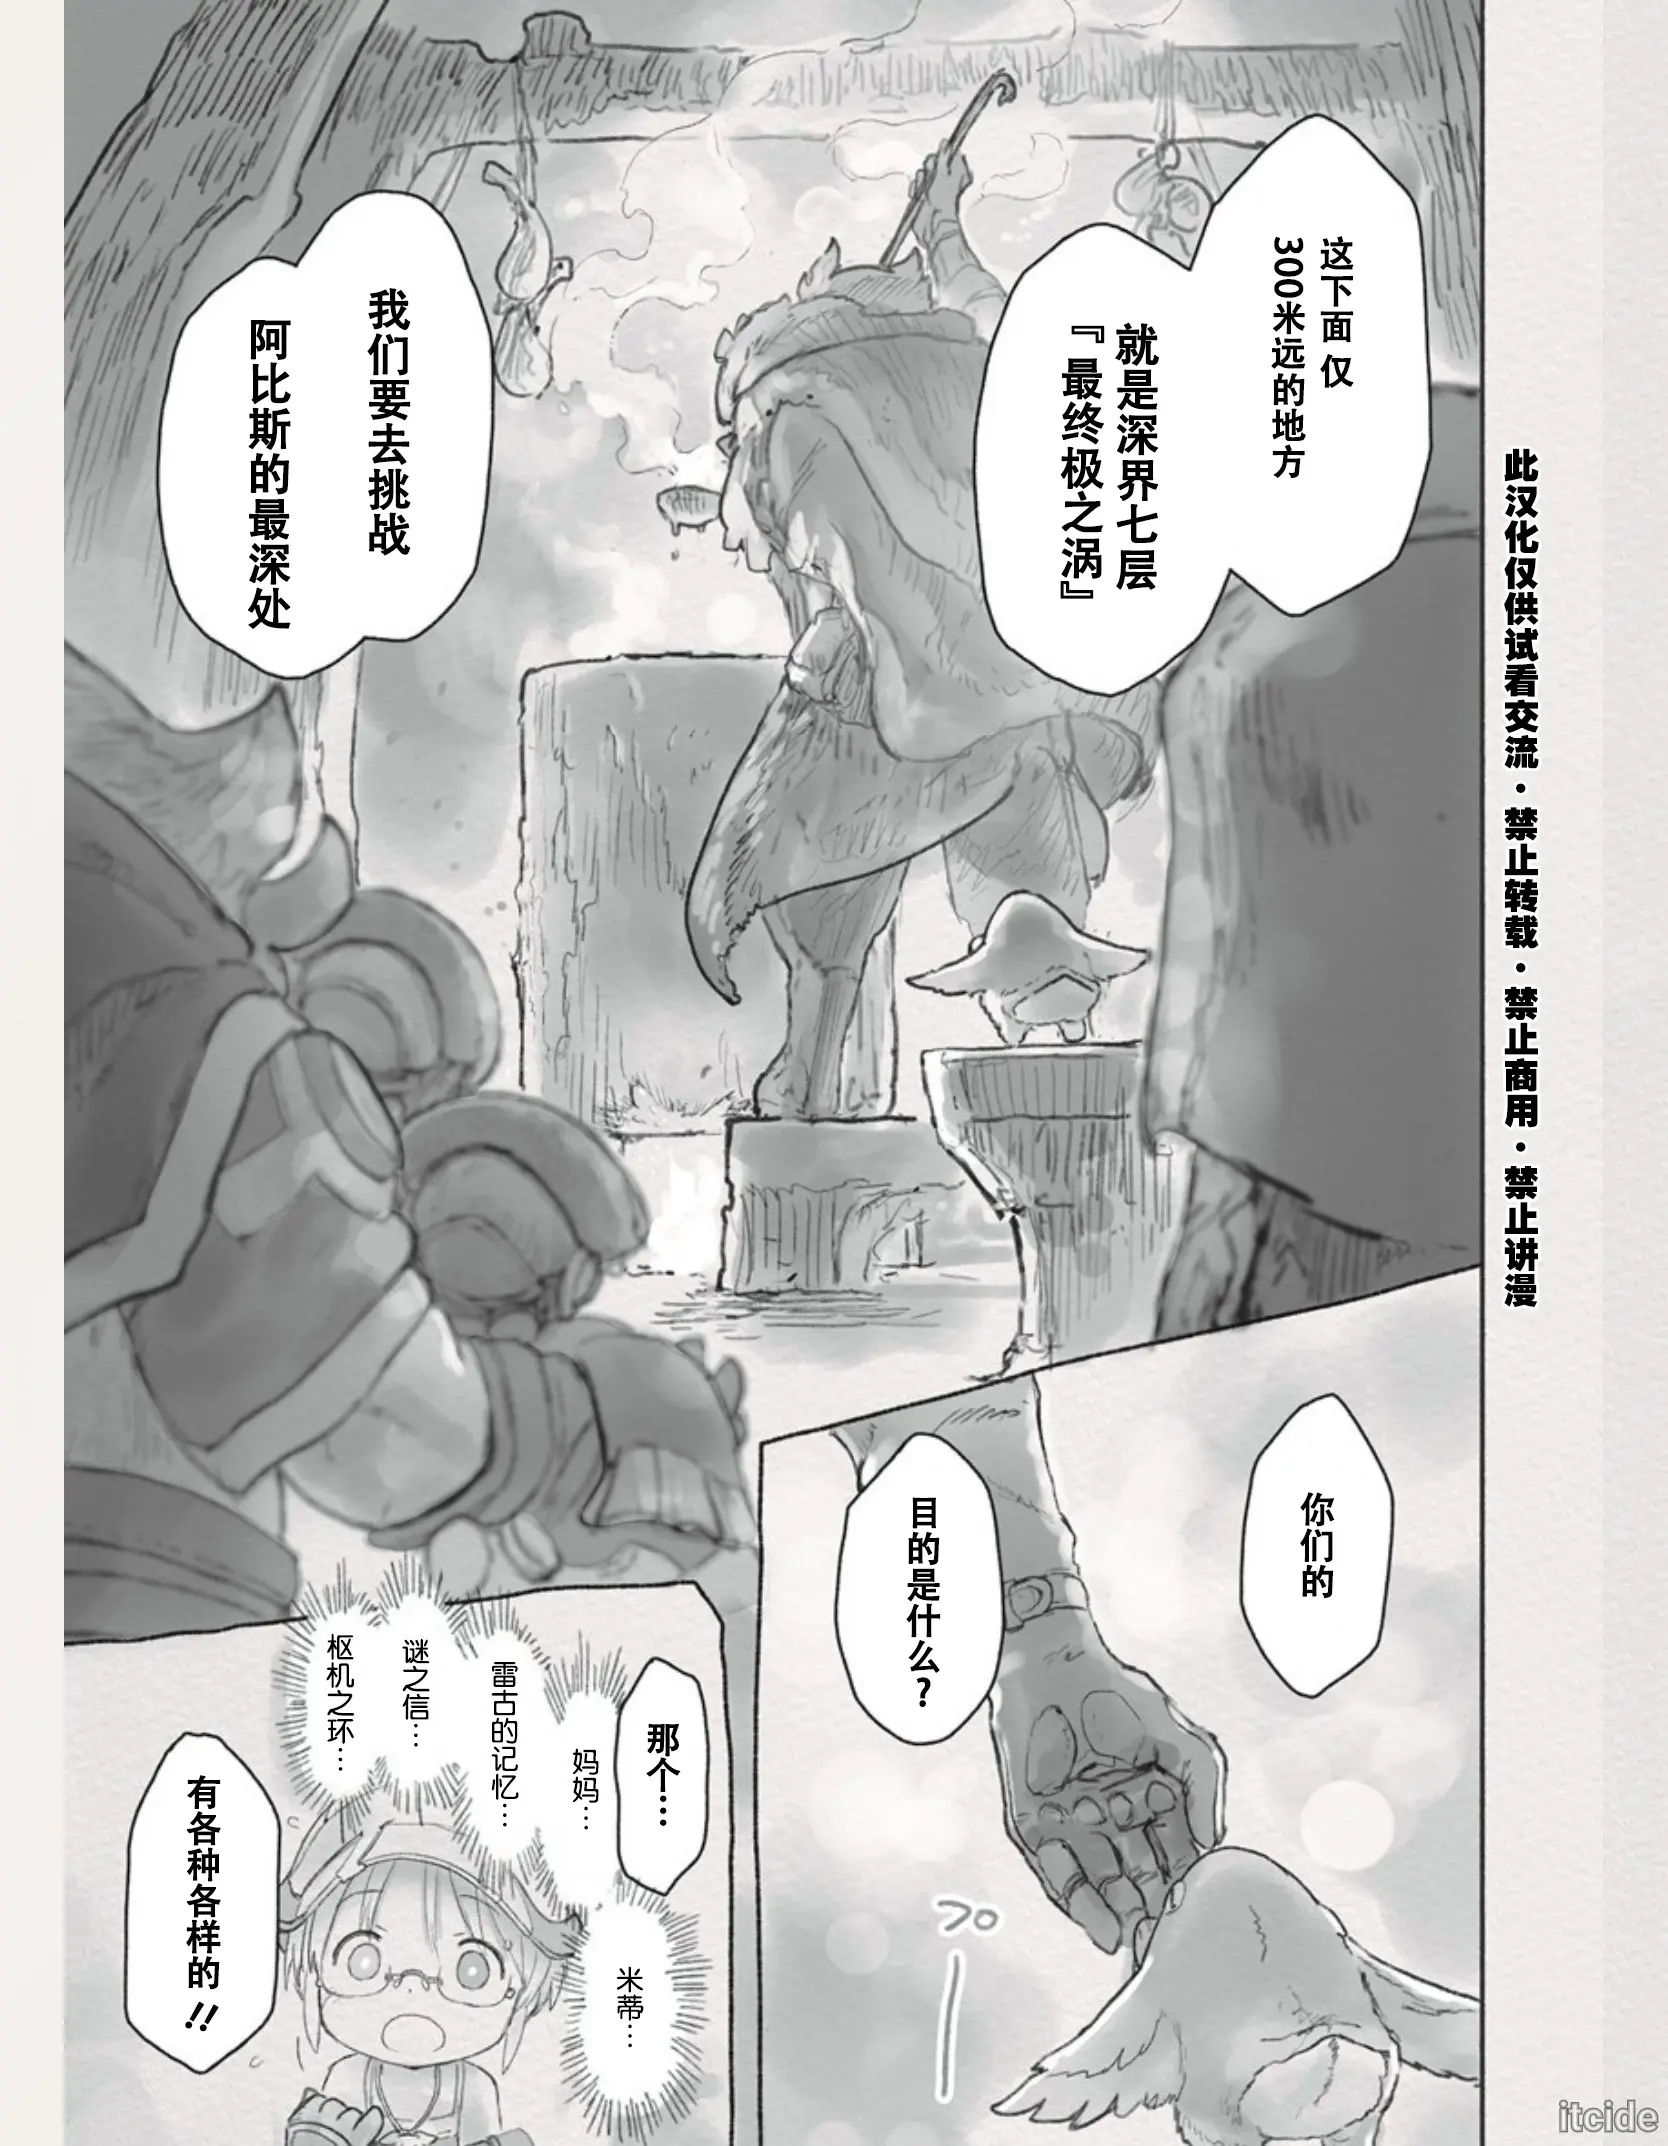 这下面 仅
300米远的地方
就是深界七层
『最终极之涡』
我们要去挑战
阿比斯的最深处
此汉化仅供试看交流·禁止转载·禁止商用·禁止讲漫
你们的
目的是什么?
プロ
那个…
妈妈…
雷古的记忆…
谜之信…
枢机之环…
米蒂…
有各种各样的!!
itcide